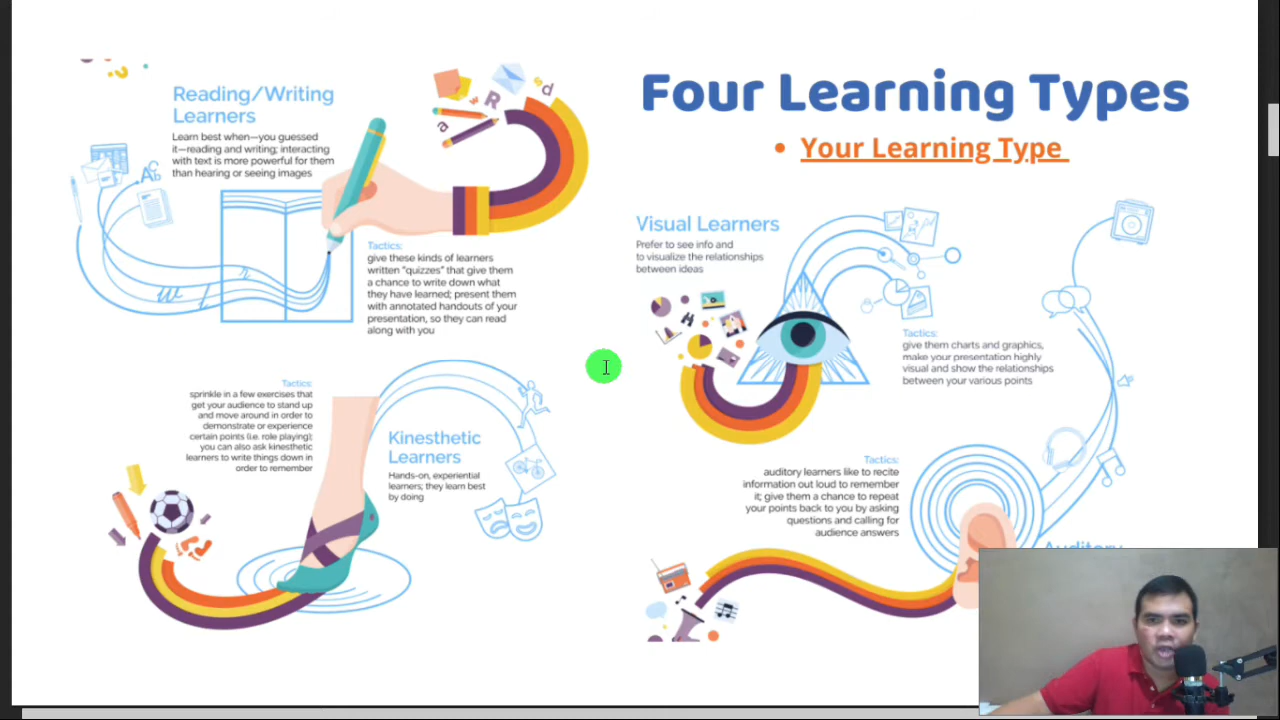 Four Learning Types
• Your Learning Type
Reading/Writing
Learners
Learn best when—you guessed
it—reading and writing; interacting
with text is more powerful for them
than hearing or seeing images
Tactics:
give these kinds of learners
written "quizzes" that give them
a chance to write down what
they have learned; present them
with annotated handouts of your
presentation, so they can read
along with you
Tactics:
sprinkle in a few exercises that
get your audience to stand up
and move around in order to
demonstrate or experience
certain points (i.e. role playing);
you can also ask kinesthetic
learners to write things down in
order to remember
Kinesthetic
Learners
Hands-on, experiential
learners; they learn best
by doing
Visual Learners
Prefer to see info and
to visualize the relationships
between ideas
Tactics:
give them charts and graphics,
make your presentation highly
visual and show the relationships
between your various points
Tactics:
auditory learners like to recite
information out loud to remember
it; give them a chance to repeat
your points back to you by asking
questions and calling for
audience answers
Auditory